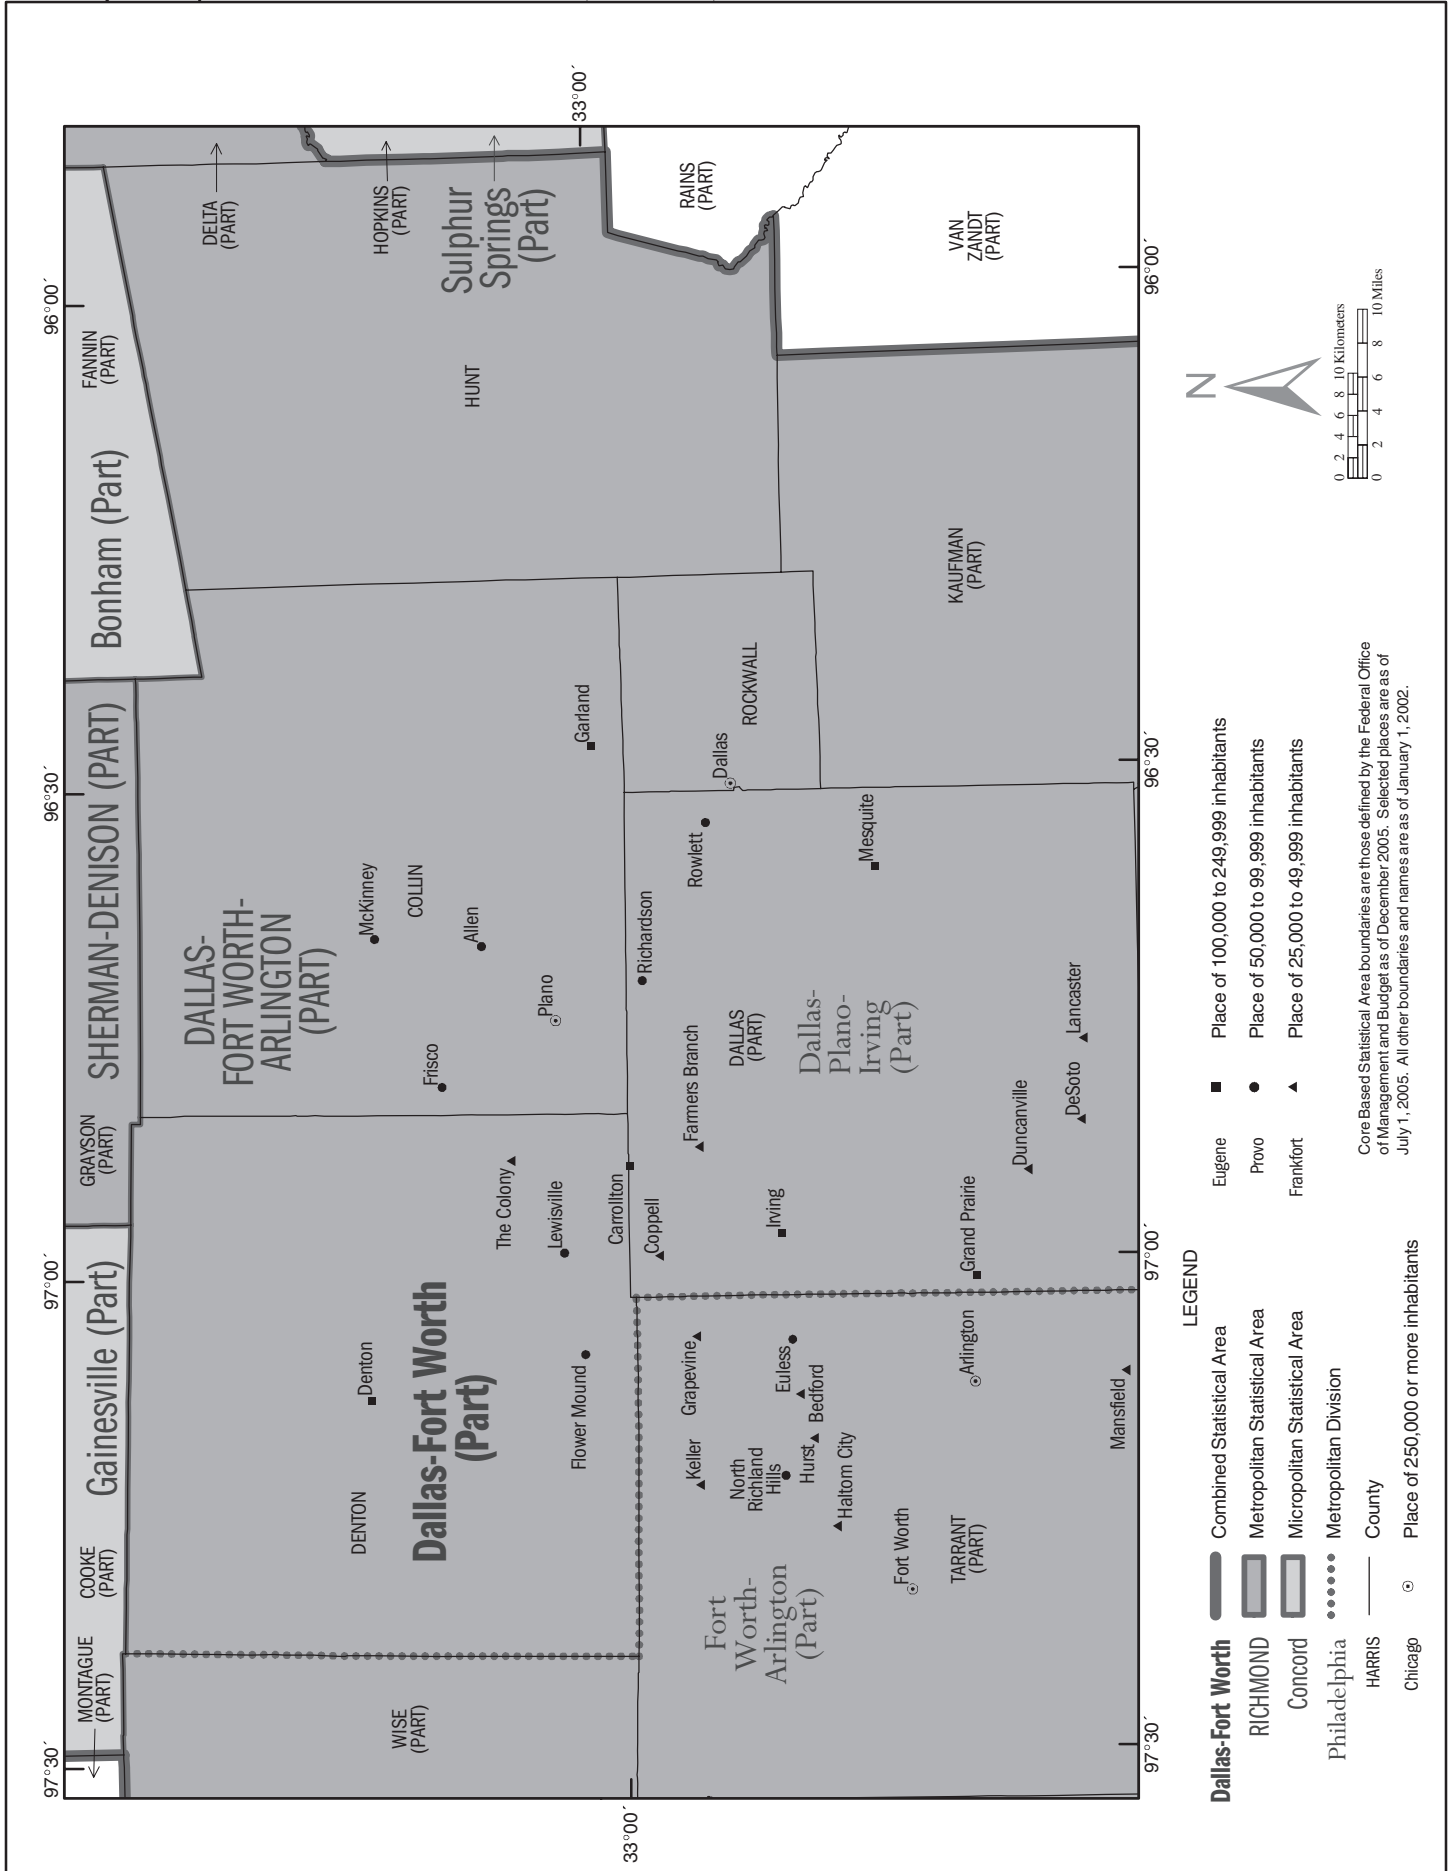 97°30´
97°00´
96°30´
96°00´
MONTAGUE
(PART)
COOKE
(PART)
Gainesville (Part)
GRAYSON
(PART)
SHERMAN-DENISON (PART)
Bonham (Part)
FANNIN
(PART)
DELTA
(PART)
HOPKINS
(PART)
Sulphur
Springs
(Part)
33°00´
RAINS
(PART)
VAN
ZANDT
(PART)
HUNT
WISE
(PART)
DENTON
Denton
Dallas-Fort Worth
(Part)
The Colony
Lewisville
Flower Mound
Carrollton
DALLAS-
FORT WORTH-
ARLINGTON
(PART)
McKinney
COLLIN
Frisco
Allen
Plano
Garland
33°00´
Fort
Worth-
Arlington
(Part)
Keller
Grapevine
North
Richland
Hills
Euless
Hurst
Bedford
Haltom City
Fort Worth
TARRANT
(PART)
Arlington
Mansfield
Coppell
Irving
Grand Prairie
Farmers Branch
Richardson
DALLAS
(PART)
Dallas-
Plano-
Irving
(Part)
Rowlett
Dallas
ROCKWALL
Mesquite
Duncanville
DeSoto
Lancaster
KAUFMAN
(PART)
97°30´
97°00´
96°30´
96°00´
LEGEND
Dallas-Fort Worth Combined Statistical Area
RICHMOND Metropolitan Statistical Area
Concord Micropolitan Statistical Area
Philadelphia Metropolitan Division
HARRIS County
Chicago Place of 250,000 or more inhabitants
Eugene Place of 100,000 to 249,999 inhabitants
Provo Place of 50,000 to 99,999 inhabitants
Frankfort Place of 25,000 to 49,999 inhabitants
Core Based Statistical Area boundaries are those defined by the Federal Office
of Management and Budget as of December 2005. Selected places are as of
July 1, 2005. All other boundaries and names are as of January 1, 2002.
N
0 2 4 6 8 10 Kilometers
0 2 4 6 8 10 Miles